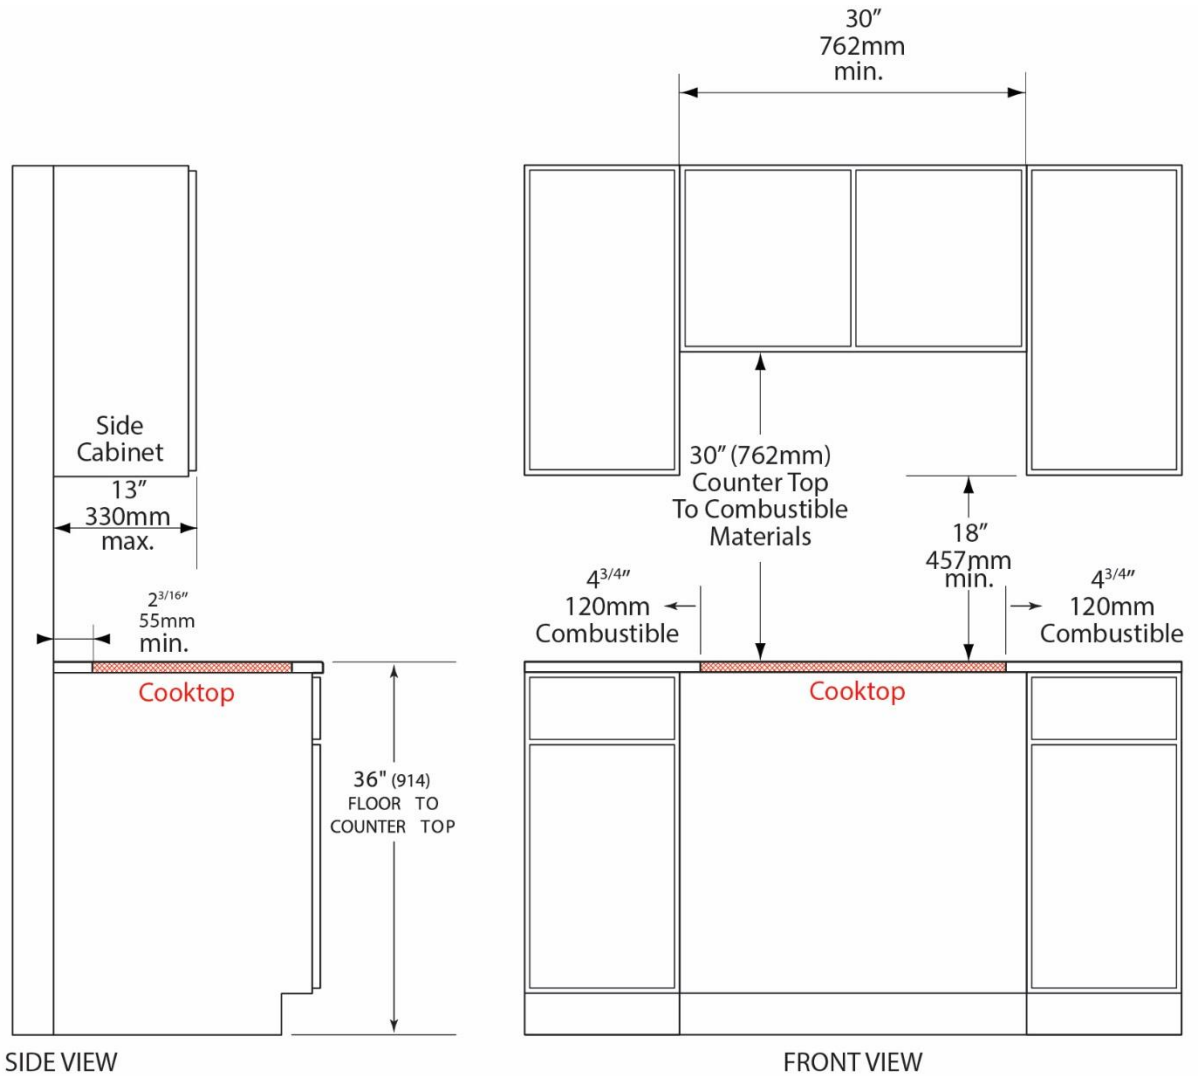 30”
762mm
min.
Side
Cabinet
13”
330mm
max.
2 3/16”
55mm
min.
Cooktop
36" (914)
FLOOR TO
COUNTER TOP
SIDE VIEW
30” (762mm)
Counter Top
To Combustible
Materials
18”
457mm
min.
4 3/4”
120mm
Combustible
4 3/4”
120mm
Combustible
Cooktop
FRONT VIEW